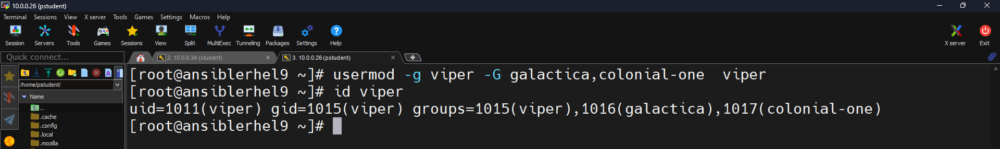 10.0.0.26 (pstudent)
Terminal Sessions View X server Tools Games Settings Macros Help
Session Servers Tools Games Sessions View Split MultiExec Tunneling Packages Settings Help X server Exit
Quick connect...
2. 10.0.0.34 (student)
3. 10.0.0.26 (pstudent)
/home/pstudent/
Name
..
.cache
.config
.local
.mozilla
[root@ansiblerhel9 ~]# usermod -g viper -G galactica,colonial-one  viper
[root@ansiblerhel9 ~]# id viper
uid=1011(viper) gid=1015(viper) groups=1015(viper),1016(galactica),1017(colonial-one)
[root@ansiblerhel9 ~]#